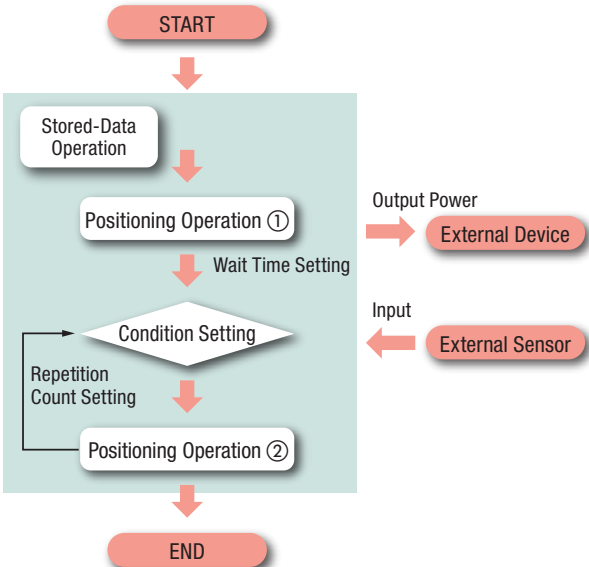 START
Stored-Data
Operation
Positioning Operation ①
Output Power
External Device
Wait Time Setting
Condition Setting
Input
External Sensor
Repetition
Count Setting
Positioning Operation ②
END